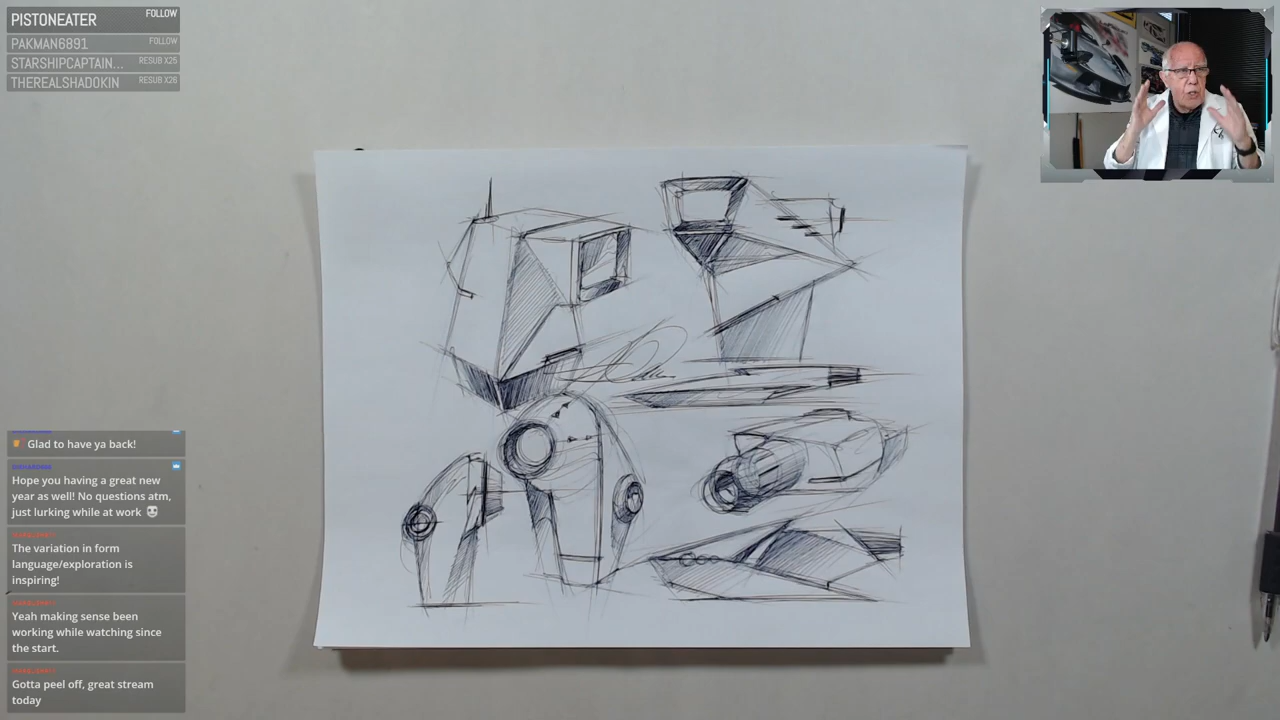 PISTONEATER FOLLOW
PAKMAN6891 FOLLOW
STARSHIPCAPTAIN... RESUB X25
THEREALSHADOKIN RESUB X26
Glad to have ya back!
Hope you having a great new
year as well! No questions atm,
just lurking while at work
The variation in form
language/exploration is
inspiring!
Yeah making sense been
working while watching since
the start.
Gotta peel off, great stream
today